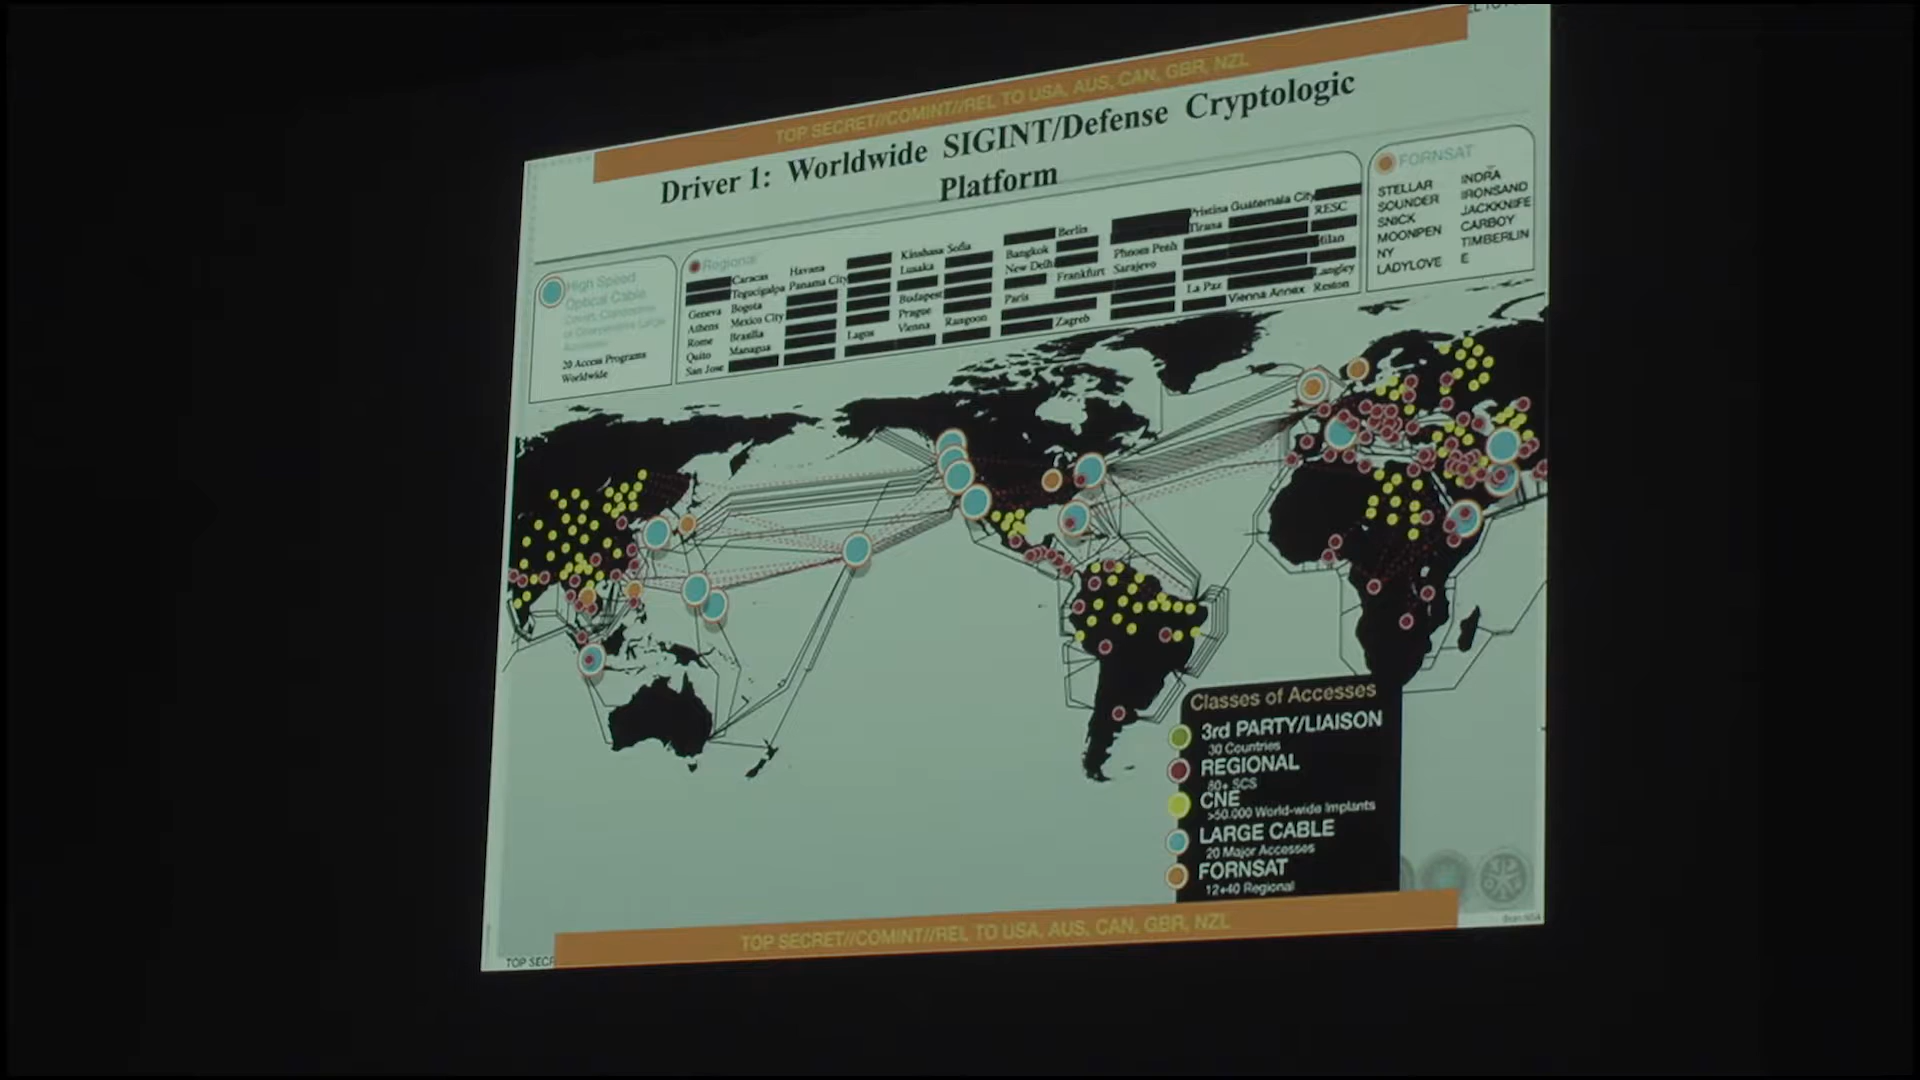 TOP SECRET//COMINT//REL TO USA, AUS, CAN, GBR, NZL
Driver 1: Worldwide SIGINT/Defense Cryptologic
Platform
High Speed
Optical Cable
20 Access Programs
Worldwide
Regional
Geneva
Athens
Rome
Quito
San Jose
Caracas
Tegucigalpa
Bogota
Mexico City
Brasilia
Managua
Havana
Panama City
Lagos
Kinshasa
Lusaka
Budapest
Prague
Vienna
Sofia
Rangoon
Bangkok
New Delhi
Paris
Berlin
Frankfurt
Zagreb
Phnom Penh
Sarajevo
Pristina
Tirana
La Paz
Guatemala City
Vienna Annex
RESC
Milan
Langley
Reston
FORNSAT
STELLAR
SOUNDER
SNICK
MOONPEN
NY
LADYLOVE
INDRA
IRONSAND
JACKKNIFE
CARBOY
TIMBERLIN
E
Classes of Accesses
3rd PARTY/LIAISON
30 Countries
REGIONAL
80+ SCS
CNE
>50.000 World-wide Implants
LARGE CABLE
20 Major Accesses
FORNSAT
12+40 Regional
TOP SECRET//COMINT//REL TO USA, AUS, CAN, GBR, NZL
TOP SECR